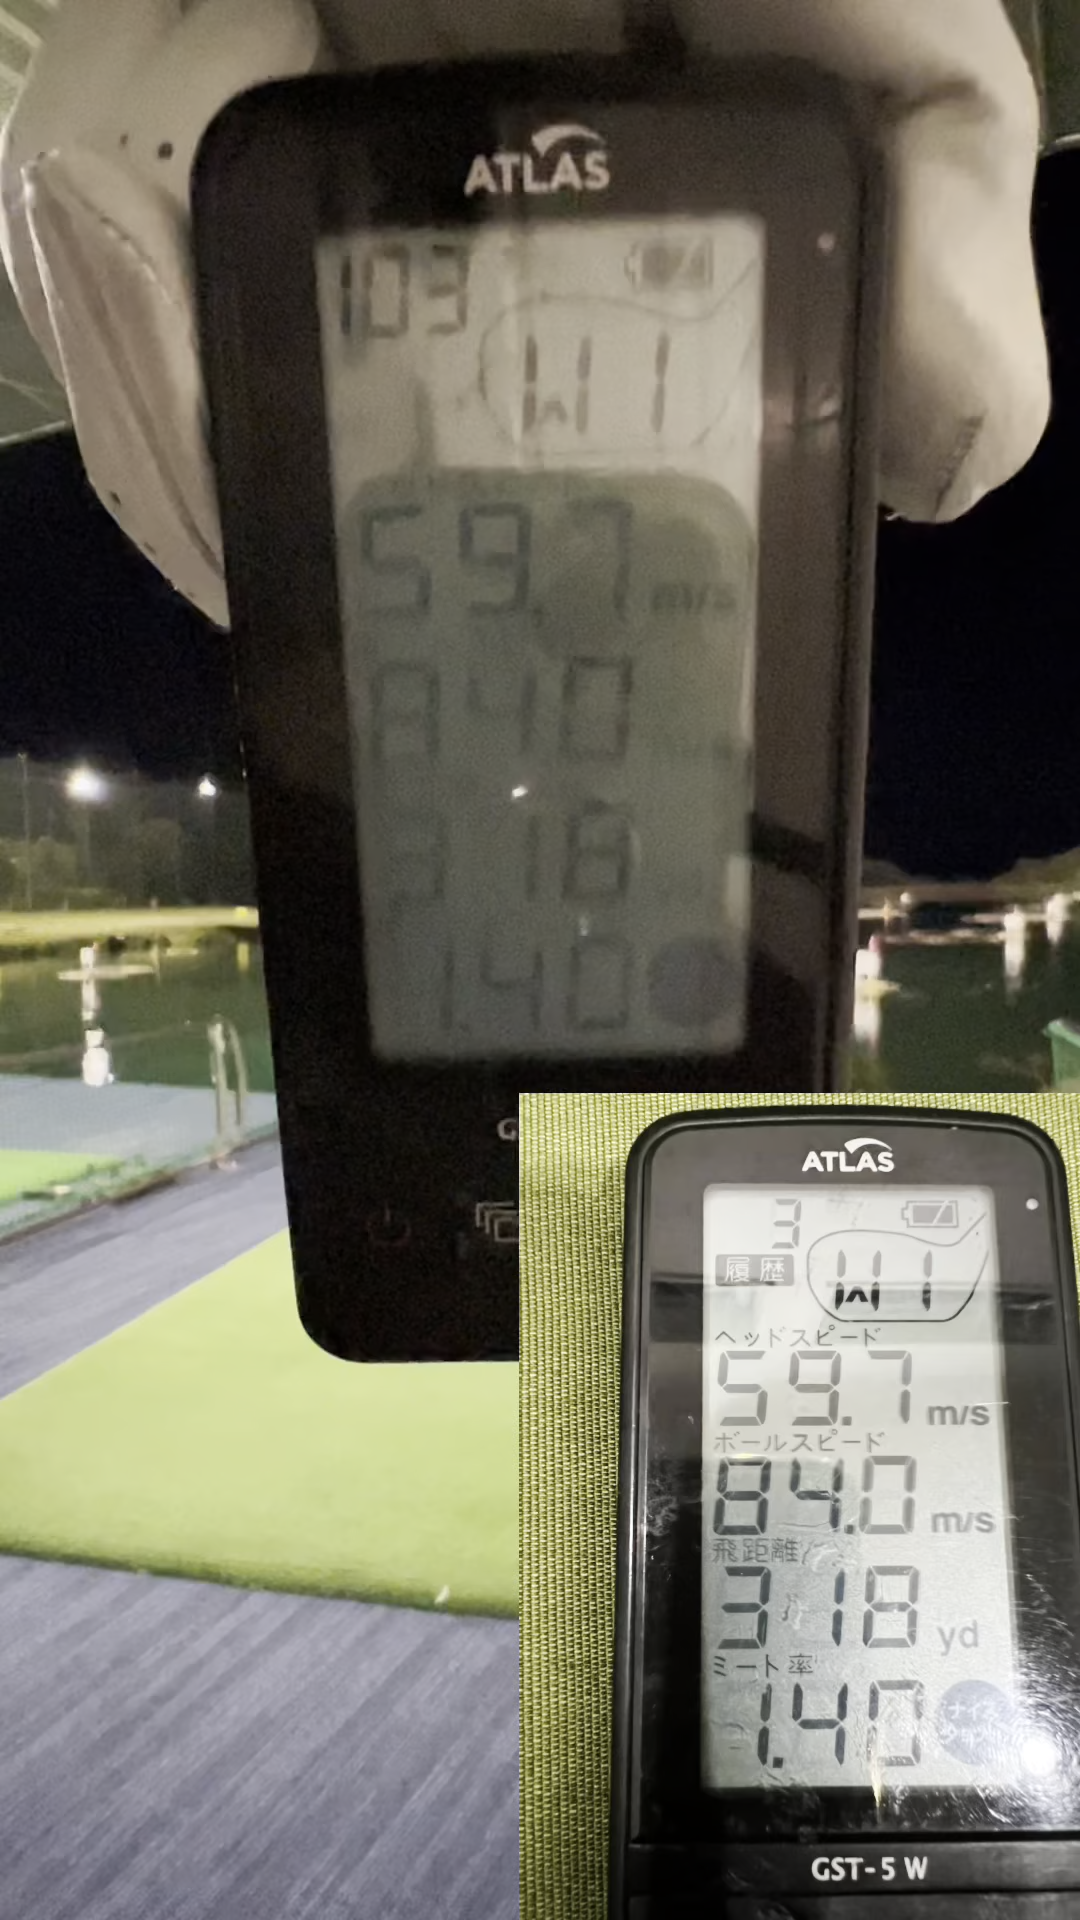 ATLAS
103
W1
59.7 m/s
84.0
318
1.40
G
ATLAS
3
履歴
W1
ヘッドスピード
59.7 m/s
ボールスピード
84.0 m/s
飛距離
318 yd
ミート率
1.40
GST-5 W